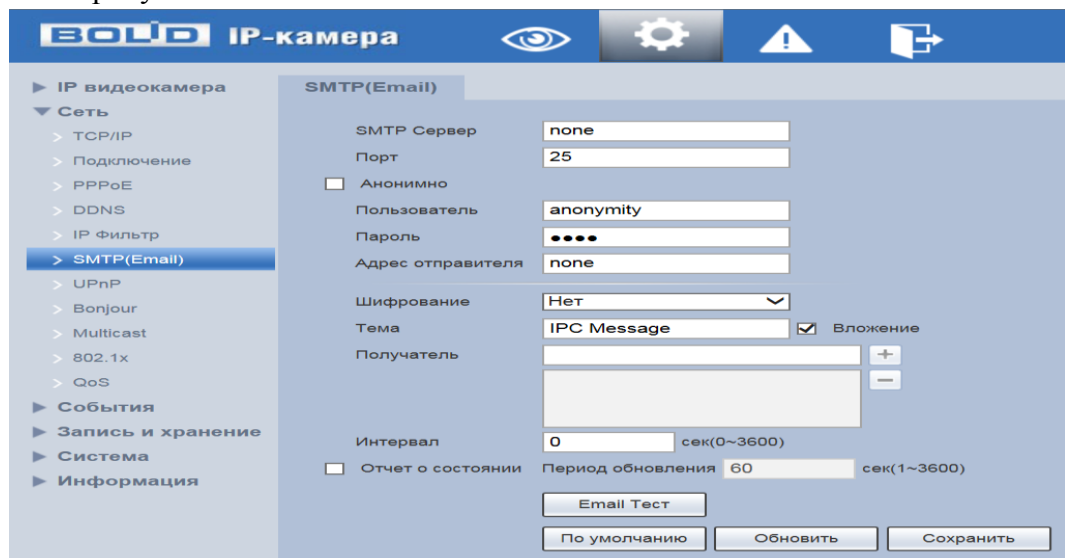 BOLID IP-камера
IP видеокамера
Сеть
TCP/IP
Подключение
PPPoE
DDNS
IP Фильтр
SMTP(Email)
UPnP
Bonjour
Multicast
802.1x
QoS
События
Запись и хранение
Система
Информация
SMTP(Email)
SMTP Сервер none
Порт 25
Анонимно
Пользователь anonymity
Пароль ●●●●
Адрес отправителя none
Шифрование Нет
Тема IPC Message Вложение
Получатель +
−
Интервал 0 сек(0~3600)
Отчет о состоянии Период обновления 60 сек(1~3600)
Email Тест
По умолчанию Обновить Сохранить